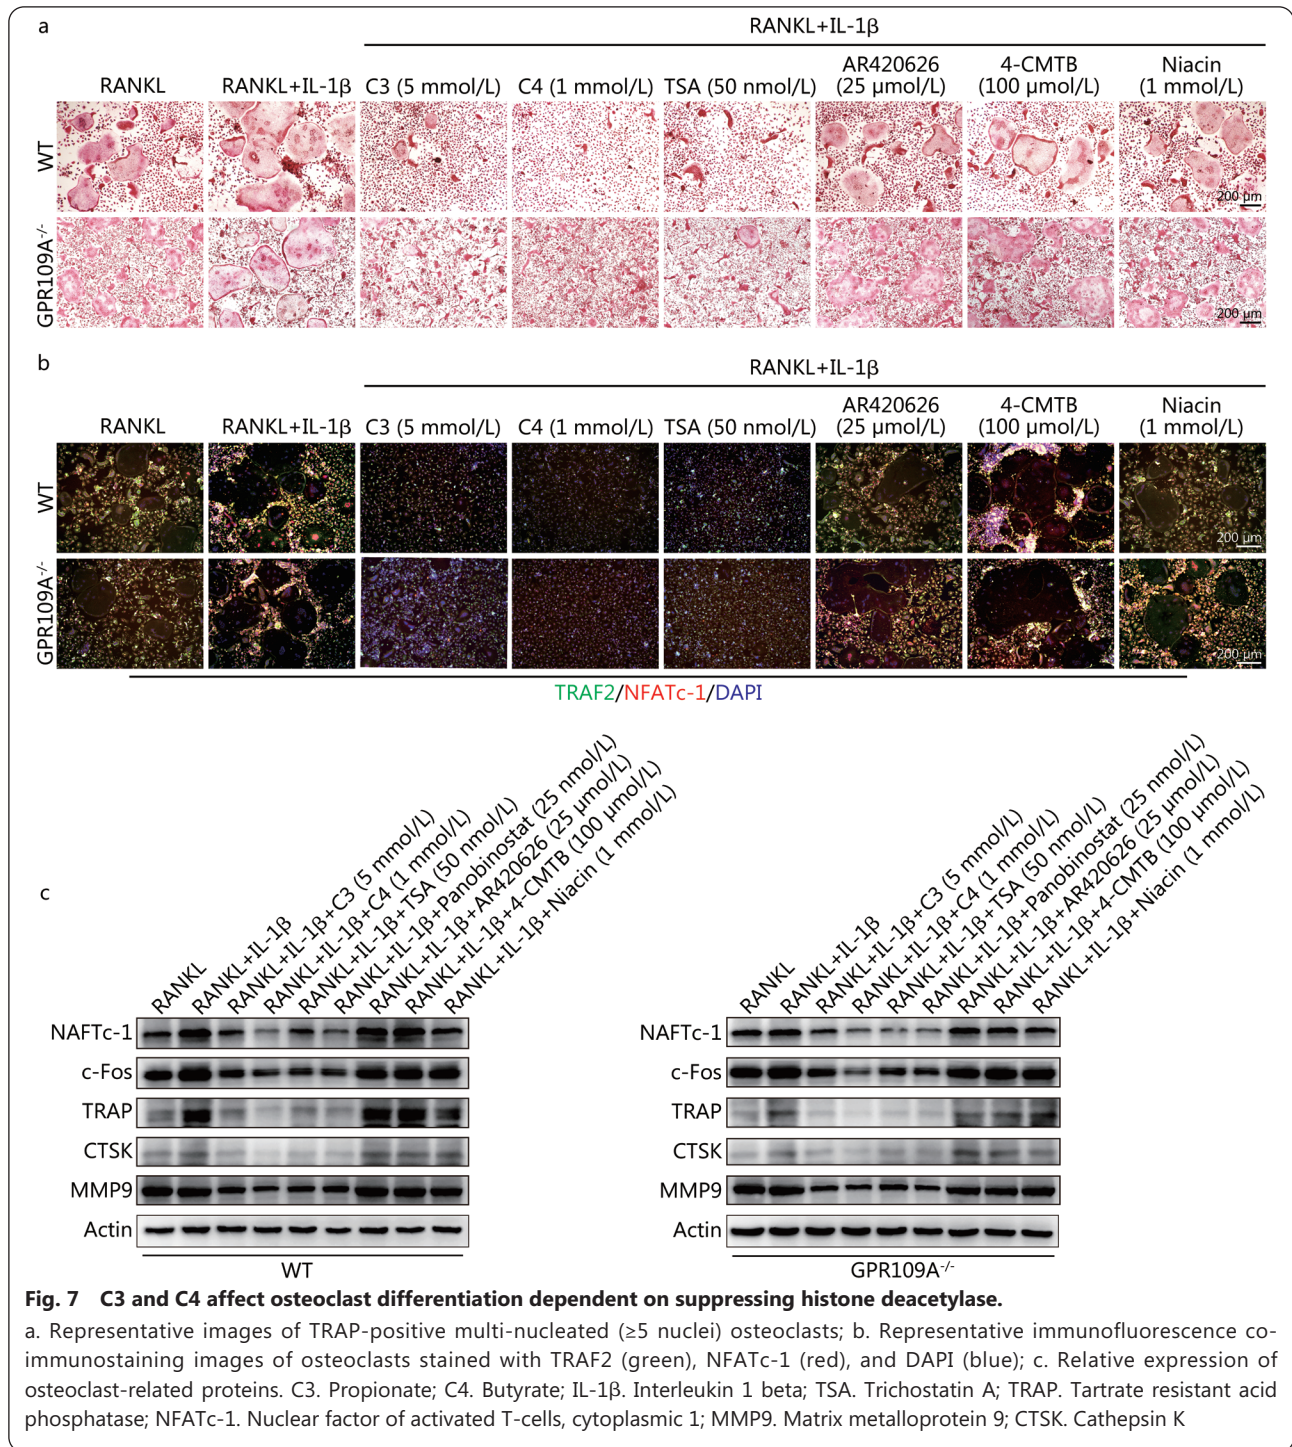 a
RANKL+IL-1β
RANKL
RANKL+IL-1β
C3 (5 mmol/L)
C4 (1 mmol/L)
TSA (50 nmol/L)
AR420626
(25 μmol/L)
4-CMTB
(100 μmol/L)
Niacin
(1 mmol/L)
WT
200 μm
GPR109A-/-
200 μm
b
RANKL+IL-1β
RANKL
RANKL+IL-1β
C3 (5 mmol/L)
C4 (1 mmol/L)
TSA (50 nmol/L)
AR420626
(25 μmol/L)
4-CMTB
(100 μmol/L)
Niacin
(1 mmol/L)
WT
200 μm
GPR109A-/-
200 μm
TRAF2/NFATc-1/DAPI
c
RANKL
RANKL+IL-1β
RANKL+IL-1β+C3 (5 mmol/L)
RANKL+IL-1β+C4 (1 mmol/L)
RANKL+IL-1β+TSA (50 nmol/L)
RANKL+IL-1β+Panobinostat (25 nmol/L)
RANKL+IL-1β+AR420626 (25 μmol/L)
RANKL+IL-1β+4-CMTB (100 μmol/L)
RANKL+IL-1β+Niacin (1 mmol/L)
NAFTc-1
c-Fos
TRAP
CTSK
MMP9
Actin
WT
RANKL
RANKL+IL-1β
RANKL+IL-1β+C3 (5 mmol/L)
RANKL+IL-1β+C4 (1 mmol/L)
RANKL+IL-1β+TSA (50 nmol/L)
RANKL+IL-1β+Panobinostat (25 nmol/L)
RANKL+IL-1β+AR420626 (25 μmol/L)
RANKL+IL-1β+4-CMTB (100 μmol/L)
RANKL+IL-1β+Niacin (1 mmol/L)
NAFTc-1
c-Fos
TRAP
CTSK
MMP9
Actin
GPR109A-/-
Fig. 7 C3 and C4 affect osteoclast differentiation dependent on suppressing histone deacetylase.
a. Representative images of TRAP-positive multi-nucleated (≥5 nuclei) osteoclasts; b. Representative immunofluorescence co-
immunostaining images of osteoclasts stained with TRAF2 (green), NFATc-1 (red), and DAPI (blue); c. Relative expression of
osteoclast-related proteins. C3. Propionate; C4. Butyrate; IL-1β. Interleukin 1 beta; TSA. Trichostatin A; TRAP. Tartrate resistant acid
phosphatase; NFATc-1. Nuclear factor of activated T-cells, cytoplasmic 1; MMP9. Matrix metalloprotein 9; CTSK. Cathepsin K